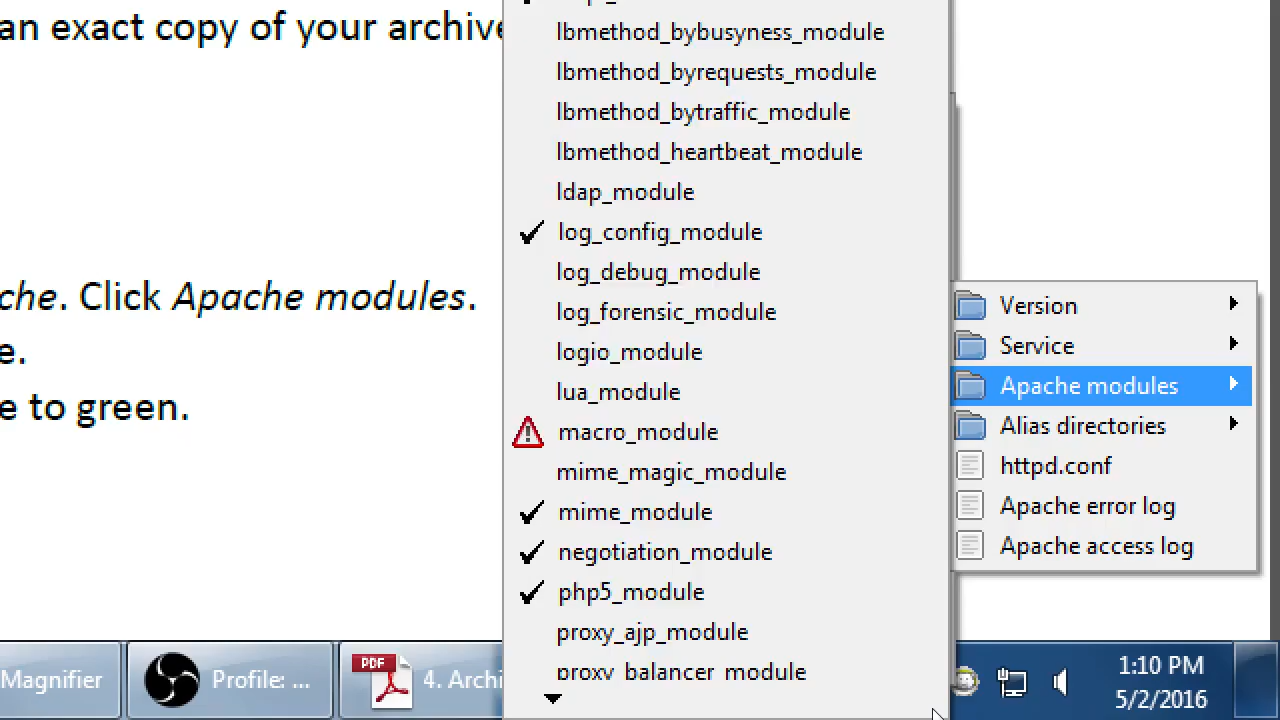 an exact copy of your archive
che. Click Apache modules.
e.
e to green.
lbmethod_bybusyness_module
lbmethod_byrequests_module
lbmethod_bytraffic_module
lbmethod_heartbeat_module
ldap_module
log_config_module
log_debug_module
log_forensic_module
logio_module
lua_module
macro_module
mime_magic_module
mime_module
negotiation_module
php5_module
proxy_ajp_module
proxy_balancer_module
Version
Service
Apache modules
Alias directories
httpd.conf
Apache error log
Apache access log
Magnifier
Profile: ...
PDF
4. Archi
1:10 PM
5/2/2016